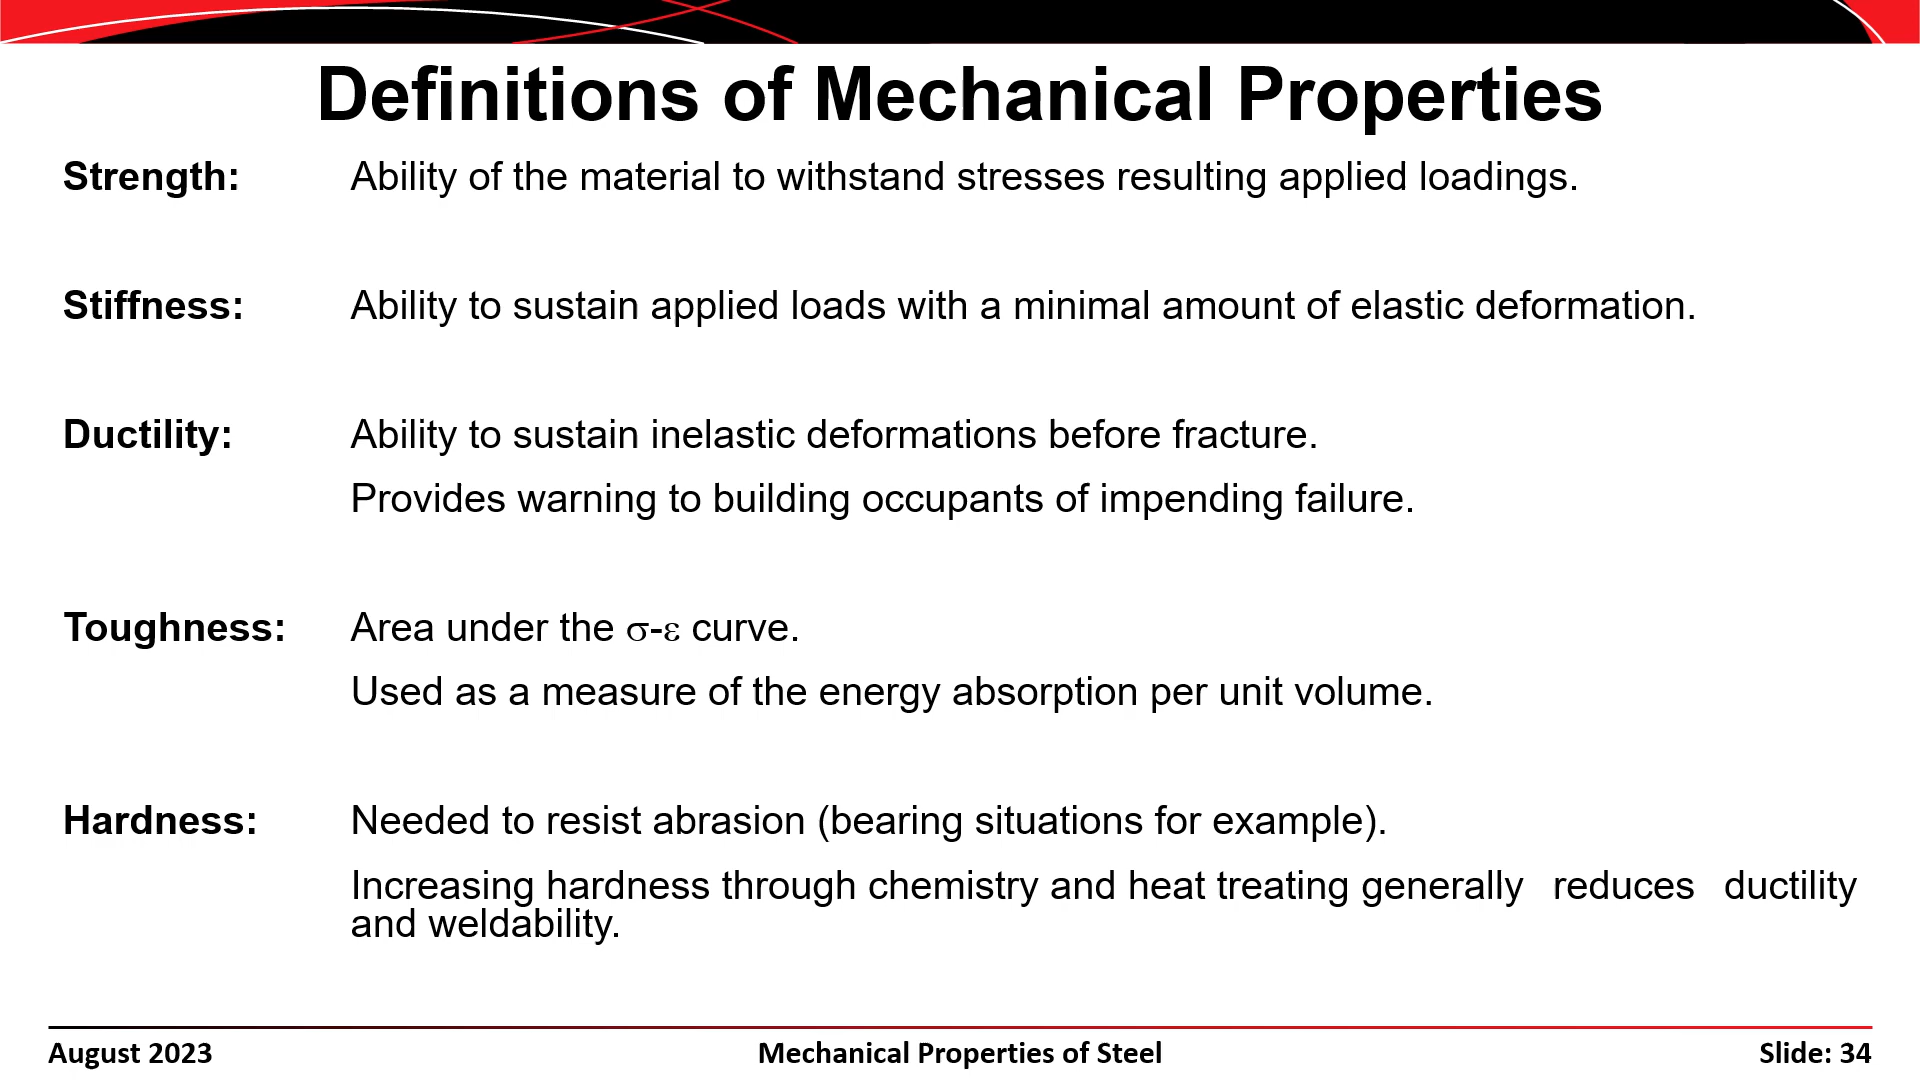 Definitions of Mechanical Properties
Strength: Ability of the material to withstand stresses resulting applied loadings.
Stiffness: Ability to sustain applied loads with a minimal amount of elastic deformation.
Ductility: Ability to sustain inelastic deformations before fracture.
Provides warning to building occupants of impending failure.
Toughness: Area under the σ-ε curve.
Used as a measure of the energy absorption per unit volume.
Hardness: Needed to resist abrasion (bearing situations for example).
Increasing hardness through chemistry and heat treating generally reduces ductility
and weldability.
August 2023 Mechanical Properties of Steel Slide: 34